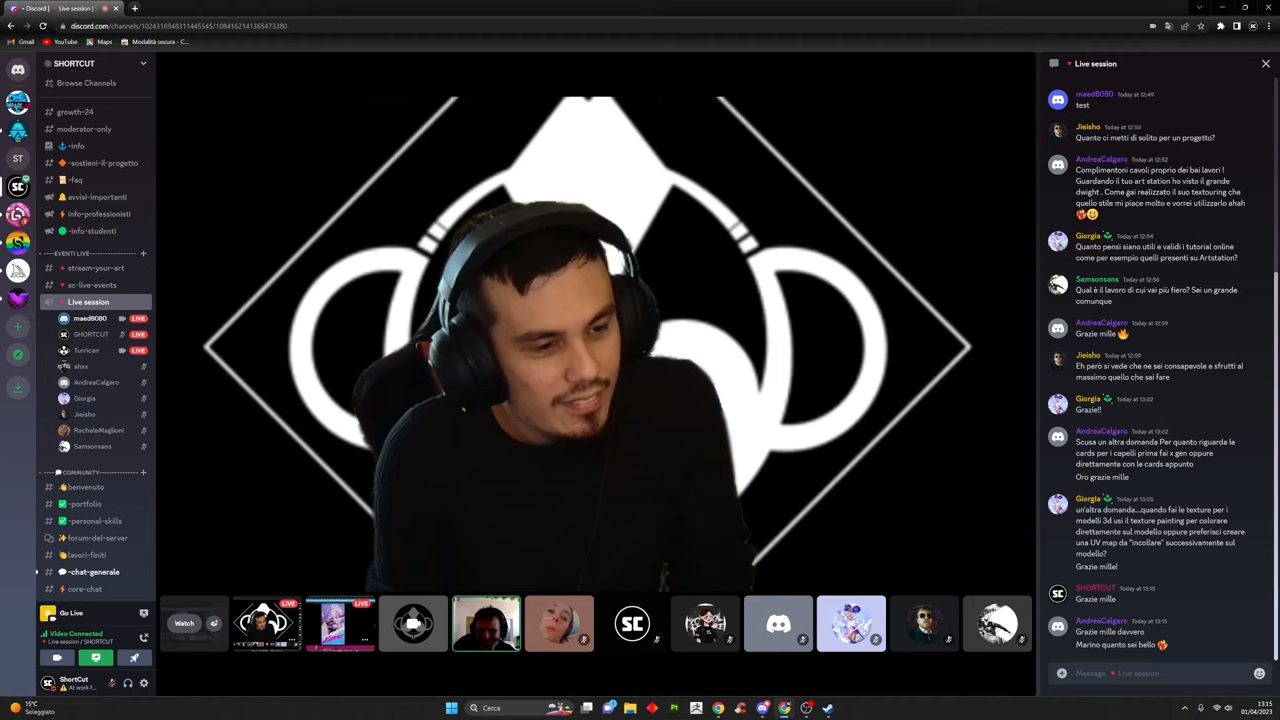 Discord | 🔻 Live session | S
discord.com/channels/1024316948311445545/1084162141365473380
Gmail
YouTube
Maps
Modalità oscura - C...
SHORTCUT
Browse Channels
growth-24
moderator-only
-info
-sostieni-il-progetto
-faq
avvisi-importanti
info-professionisti
-info-studenti
EVENTI LIVE
stream-your-art
sc-live-events
Live session
maed8080 LIVE
SHORTCUT LIVE
Turrican LIVE
ahxx
AndreaCalgaro
Giorgia
Jieisho
RacheleMaglioni
Samsonsans
COMMUNITY
benvenuto
-portfolio
-personal-skills
forum-del-server
lavori-finiti
-chat-generale
core-chat
Go Live
Video Connected
Live session / SHORTCUT
ShortCut
At work f...
ST
SC
Watch
LIVE
LIVE
SC
Live session
maed8080 Today at 12:49
test
Jieisho Today at 12:50
Quanto ci metti di solito per un progetto?
AndreaCalgaro Today at 12:52
Complimentoni cavoli proprio dei bei lavori !
Guardando il tuo art station ho visto il grande
dwight . Come gai realizzato il suo textouring che
quello stile mi piace molto e vorrei utilizzarlo ahah
Giorgia Today at 12:54
Quanto pensi siano utili e validi i tutorial online
come per esempio quelli presenti su Artstation?
Samsonsans Today at 12:56
Qual è il lavoro di cui vai più fiero? Sei un grande
comunque
AndreaCalgaro Today at 12:59
Grazie mille
Jieisho Today at 12:59
Eh però si vede che ne sei consapevole e sfrutti al
massimo quello che sai fare
Giorgia Today at 13:02
Grazie!!
AndreaCalgaro Today at 13:02
Scusa un altra domanda Per quanto riguarda le
cards per i capelli prima fai x gen oppure
direttamente con le cards appunto
Oro grazie mille
Giorgia Today at 13:05
un'altra domanda...quando fai le texture per i
modelli 3d usi il texture painting per colorare
direttamente sul modello oppure preferisci creare
una UV map da "incollare" successivamente sul
modello?
Grazie mille!
SHORTCUT Today at 13:15
Grazie mille
AndreaCalgaro Today at 13:15
Grazie mille davvero
Marino quanto sei bello
Message 🔻 Live session
15°C
Soleggiato
Cerca
Pt
13:15
01/04/2023